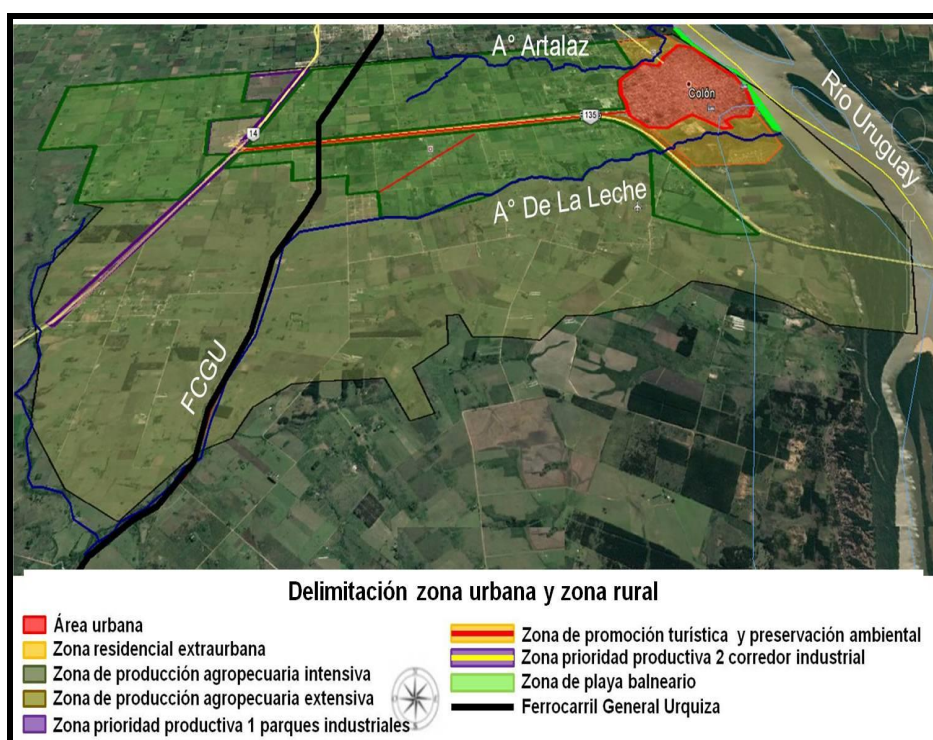 A° Artalaz
Río Uruguay
Colón
135
14
A° De La Leche
FCGU
Delimitación zona urbana y zona rural
Área urbana
Zona residencial extraurbana
Zona de producción agropecuaria intensiva
Zona de producción agropecuaria extensiva
Zona prioridad productiva 1 parques industriales
Zona de promoción turística y preservación ambiental
Zona prioridad productiva 2 corredor industrial
Zona de playa balneario
Ferrocarril General Urquiza